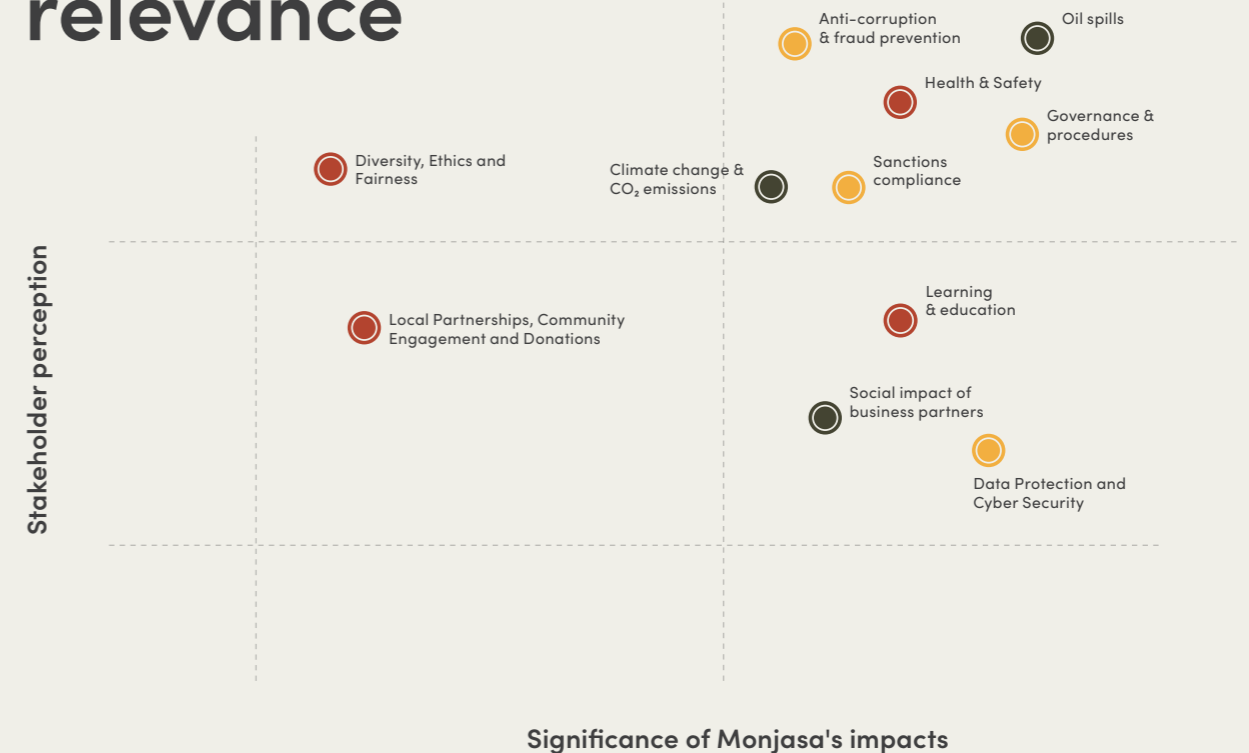 relevance
Anti-corruption
& fraud prevention
Oil spills
Health & Safety
Governance &
procedures
Diversity, Ethics and
Fairness
Climate change &
CO₂ emissions
Sanctions
compliance
Stakeholder perception
Local Partnerships, Community
Engagement and Donations
Learning
& education
Social impact of
business partners
Data Protection and
Cyber Security
Significance of Monjasa's impacts